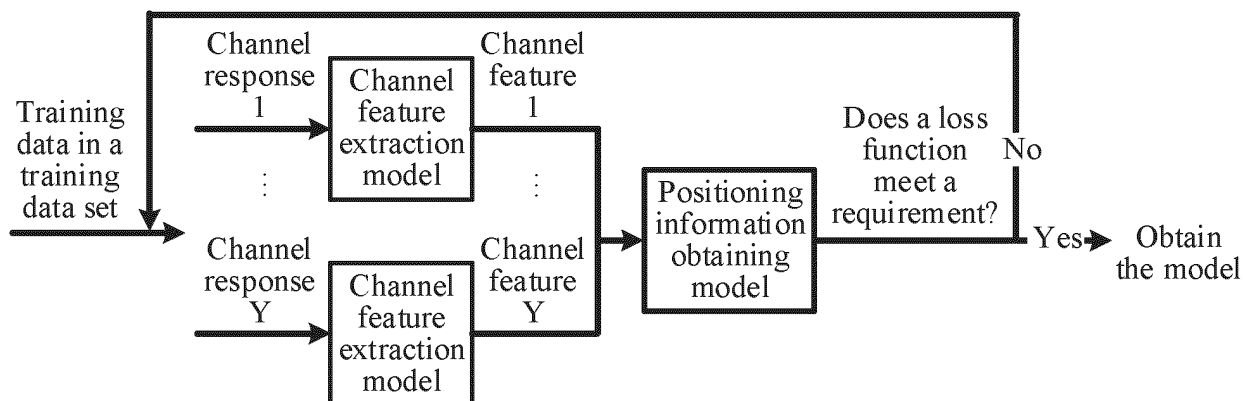 Training
data in a
training
data set
Channel
response
1
⋮
Channel
response
Y
Channel
feature
extraction
model
Channel
feature
extraction
model
Channel
feature
1
⋮
Channel
feature
Y
Positioning
information
obtaining
model
Does a loss
function
meet a
requirement?
No
Yes
Obtain
the model